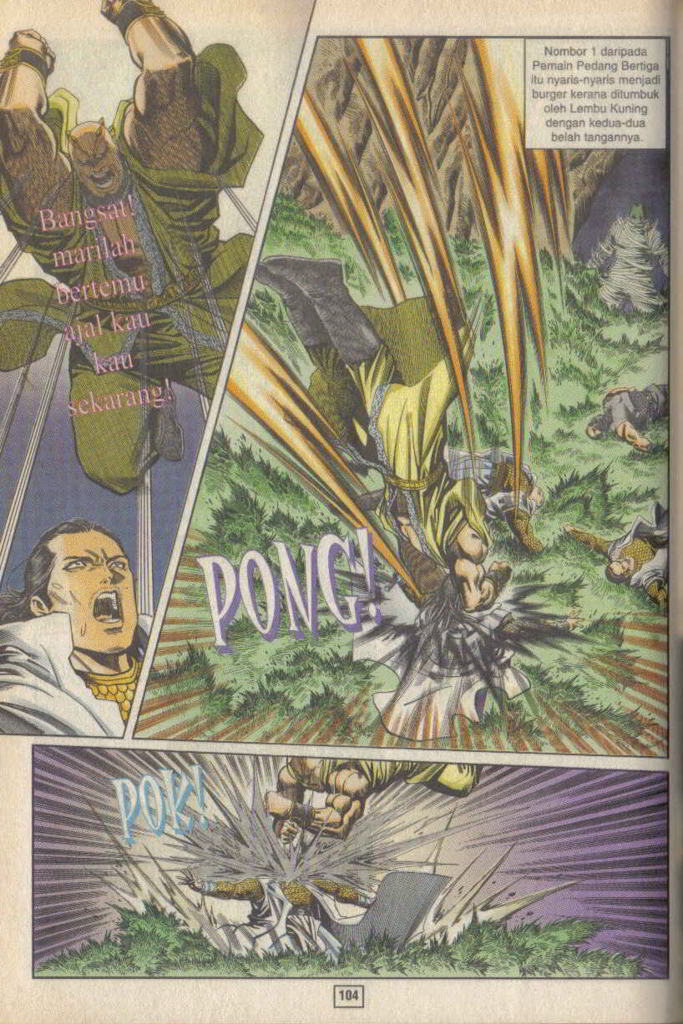 Bangsat!
marilah
bertemu
ajal kau
kau
sekarang!
Nombor 1 daripada
Pemain Pedang Bertiga
itu nyaris-nyaris menjadi
burger kerana ditumbuk
oleh Lembu Kuning
dengan kedua-dua
belah tangannya.
PONG!
POK!
104